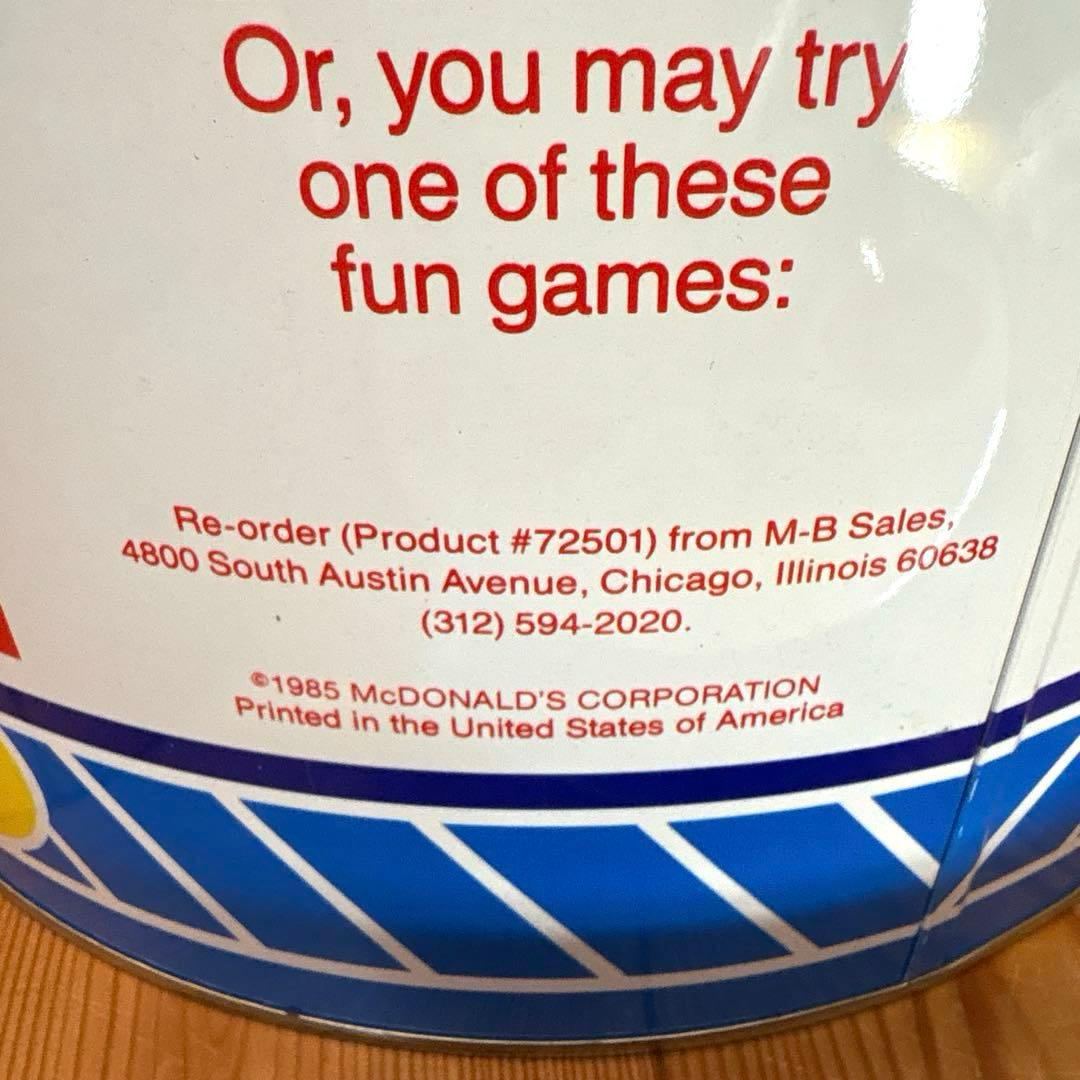 Or, you may try
one of these
fun games:
Re-order (Product #72501) from M-B Sales,
4800 South Austin Avenue, Chicago, Illinois 60638
(312) 594-2020.
©1985 McDONALD'S CORPORATION
Printed in the United States of America